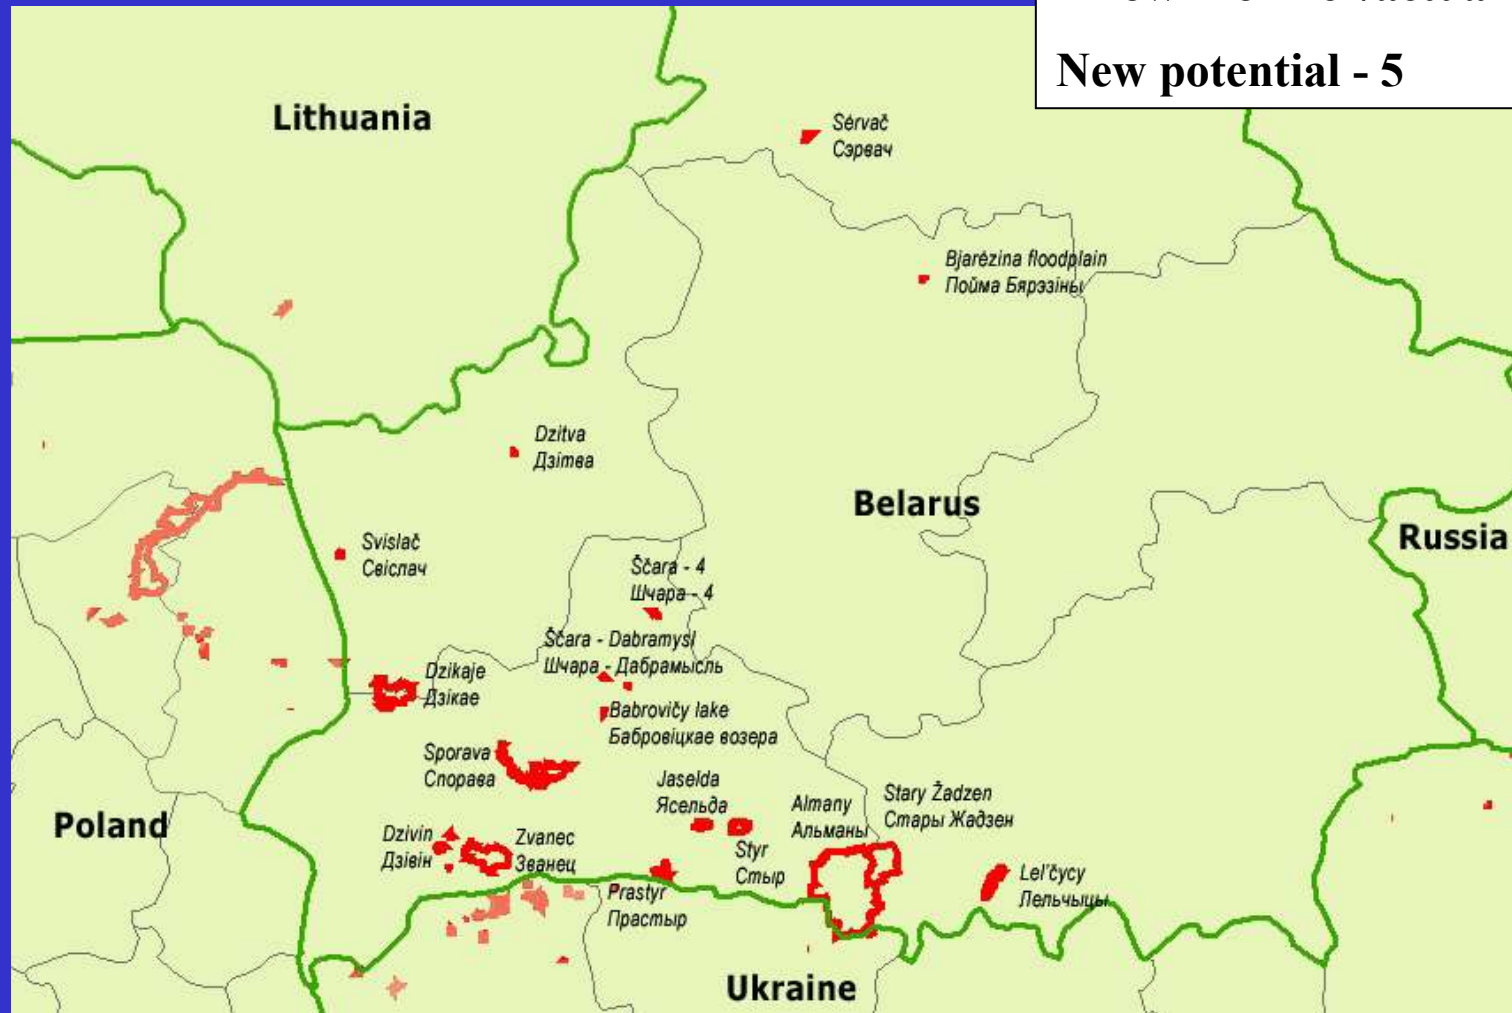 New potential - 5
Lithuania
Sėrvač
Сэрвач
Bjarėzina floodplain
Пойма Бярэзіны
Dzitva
Дзітва
Belarus
Russia
Svislač
Свіслач
Ščara - 4
Шчара - 4
Ščara - Dabramysl
Шчара - Дабрамысль
Dzikaje
Дзікае
Babrovičy lake
Бабровіцкае возера
Sporava
Спорава
Jaselda
Ясельда
Almany
Альманы
Stary Žadzen
Стары Жадзен
Poland
Dzivin
Дзівін
Zvanec
Званец
Styr
Стыр
Lel'čycy
Лельчыцы
Prastyr
Прастыр
Ukraine